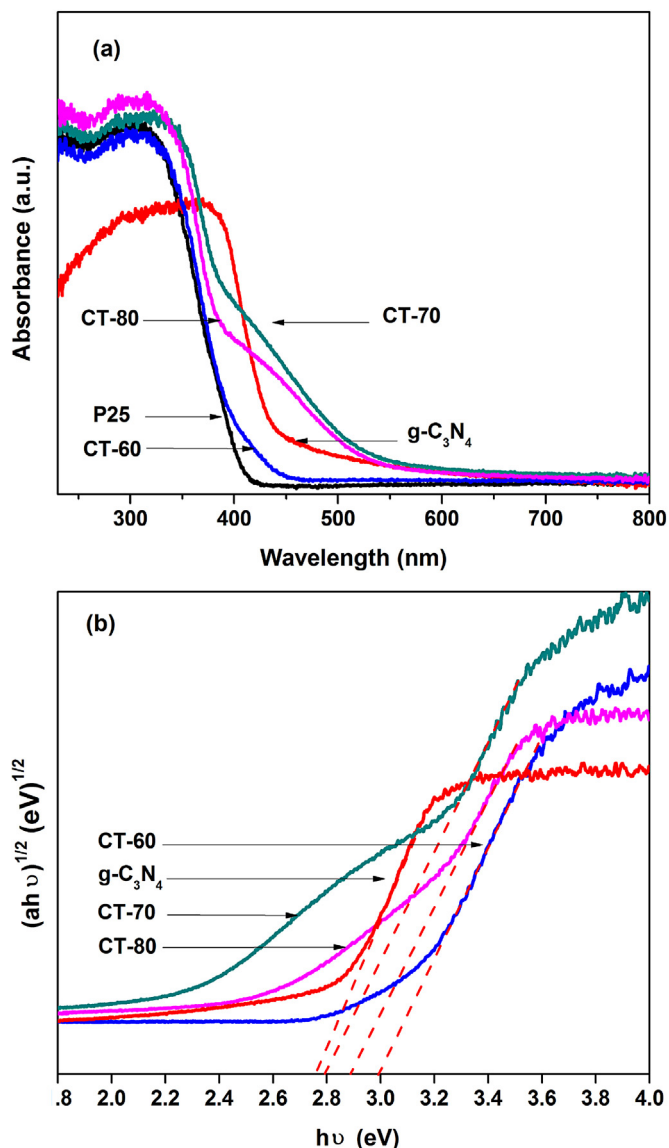 (a)
Absorbance (a.u.)
CT-80
CT-70
P25
CT-60
g-C₃N₄
300 400 500 600 700 800
Wavelength (nm)
(b)
(ah υ)^1/2 (eV)^1/2
CT-60
g-C₃N₄
CT-70
CT-80
.8 2.0 2.2 2.4 2.6 2.8 3.0 3.2 3.4 3.6 3.8 4.0
hυ (eV)